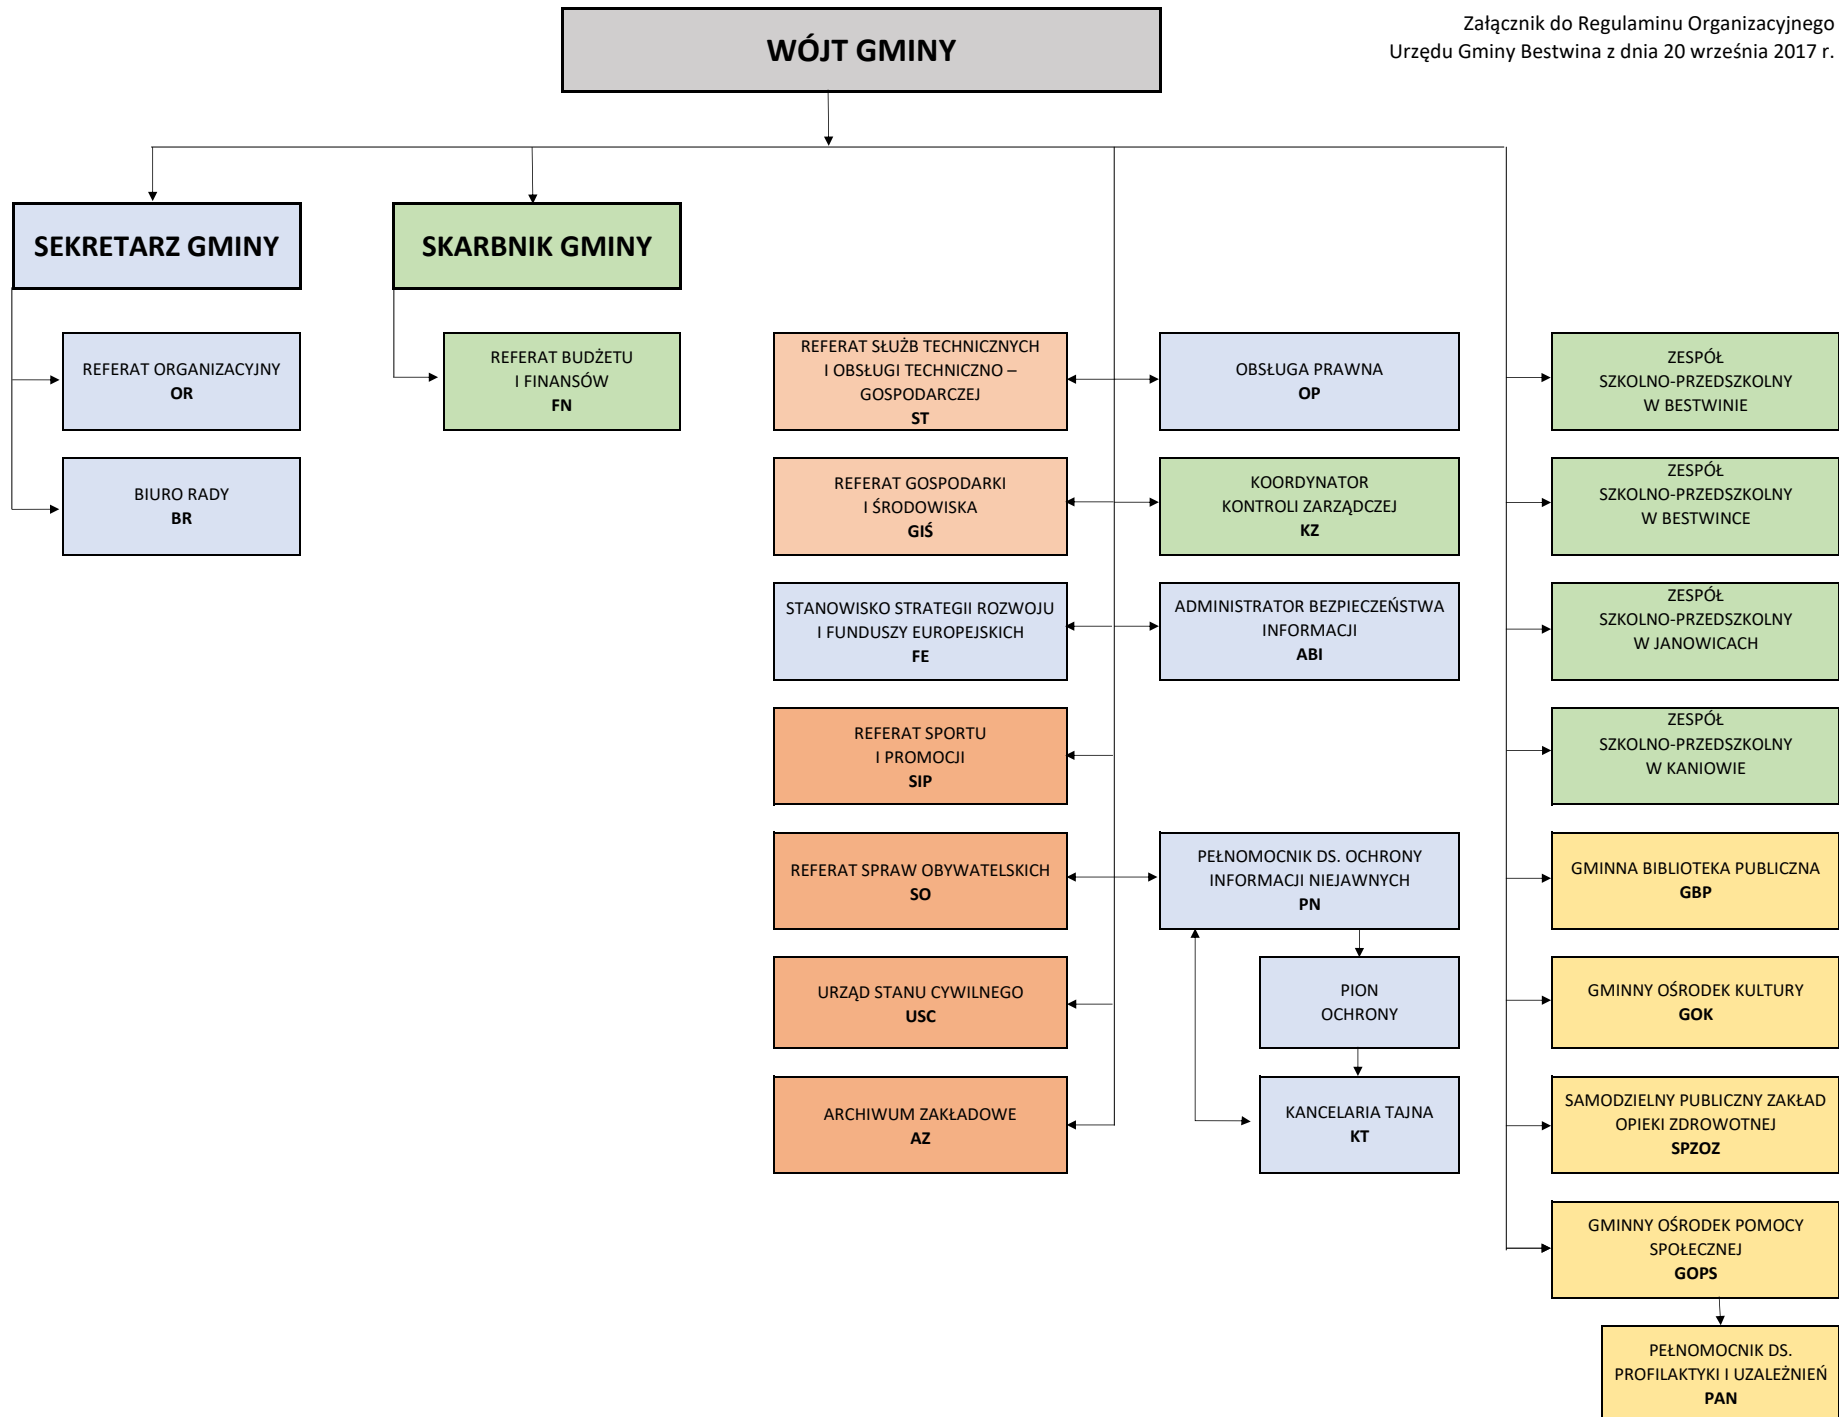 Załącznik do Regulaminu Organizacyjnego
Urzędu Gminy Bestwina z dnia 20 września 2017 r.
WÓJT GMINY
SEKRETARZ GMINY
SKARBNIK GMINY
REFERAT ORGANIZACYJNY
OR
BIURO RADY
BR
REFERAT BUDŻETU
I FINANSÓW
FN
REFERAT SŁUŻB TECHNICZNYCH
I OBSŁUGI TECHNICZNO –
GOSPODARCZEJ
ST
REFERAT GOSPODARKI
I ŚRODOWISKA
GIŚ
STANOWISKO STRATEGII ROZWOJU
I FUNDUSZY EUROPEJSKICH
FE
REFERAT SPORTU
I PROMOCJI
SIP
REFERAT SPRAW OBYWATELSKICH
SO
URZĄD STANU CYWILNEGO
USC
ARCHIWUM ZAKŁADOWE
AZ
OBSŁUGA PRAWNA
OP
KOORDYNATOR
KONTROLI ZARZĄDCZEJ
KZ
ADMINISTRATOR BEZPIECZEŃSTWA
INFORMACJI
ABI
PEŁNOMOCNIK DS. OCHRONY
INFORMACJI NIEJAWNYCH
PN
PION
OCHRONY
KANCELARIA TAJNA
KT
ZESPÓŁ
SZKOLNO-PRZEDSZKOLNY
W BESTWINIE
ZESPÓŁ
SZKOLNO-PRZEDSZKOLNY
W BESTWINCE
ZESPÓŁ
SZKOLNO-PRZEDSZKOLNY
W JANOWICACH
ZESPÓŁ
SZKOLNO-PRZEDSZKOLNY
W KANIOWIE
GMINNA BIBLIOTEKA PUBLICZNA
GBP
GMINNY OŚRODEK KULTURY
GOK
SAMODZIELNY PUBLICZNY ZAKŁAD
OPIEKI ZDROWOTNEJ
SPZOZ
GMINNY OŚRODEK POMOCY
SPOŁECZNEJ
GOPS
PEŁNOMOCNIK DS.
PROFILAKTYKI I UZALEŻNIEŃ
PAN